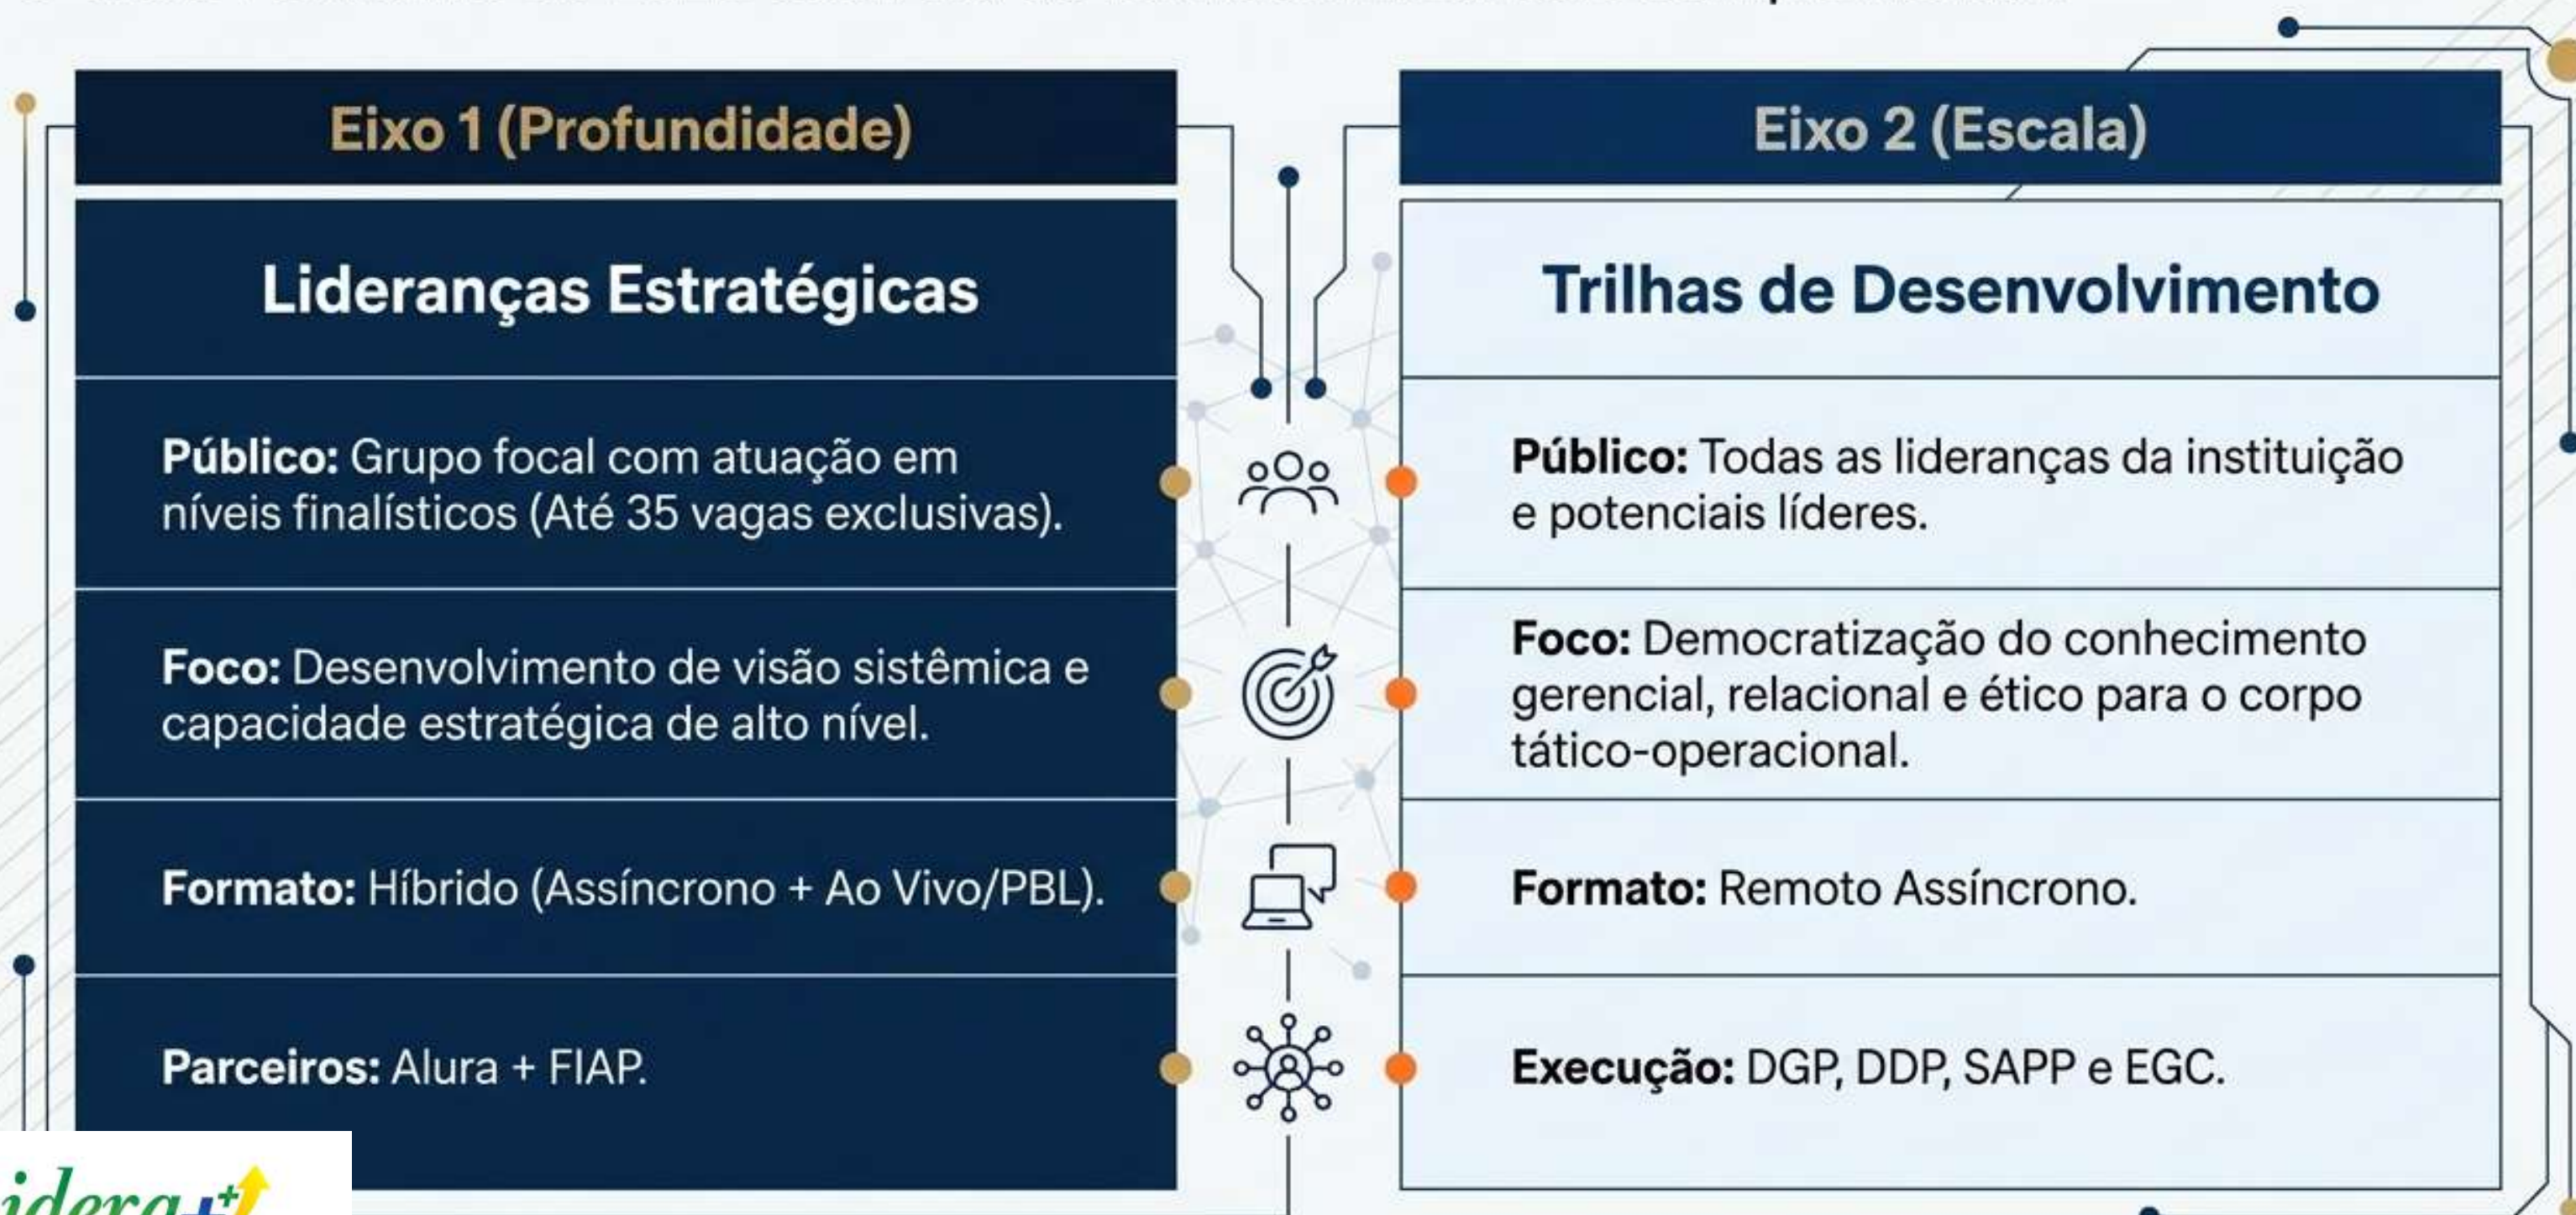 Eixo 1 (Profundidade)
Lideranças Estratégicas
Público: Grupo focal com atuação em
níveis finalísticos (Até 35 vagas exclusivas).
Foco: Desenvolvimento de visão sistêmica e
capacidade estratégica de alto nível.
Formato: Híbrido (Assíncrono + Ao Vivo/PBL).
Parceiros: Alura + FIAP.
Eixo 2 (Escala)
Trilhas de Desenvolvimento
Público: Todas as lideranças da instituição
e potenciais líderes.
Foco: Democratização do conhecimento
gerencial, relacional e ético para o corpo
tático-operacional.
Formato: Remoto Assíncrono.
Execução: DGP, DDP, SAPP e EGC.
idera++